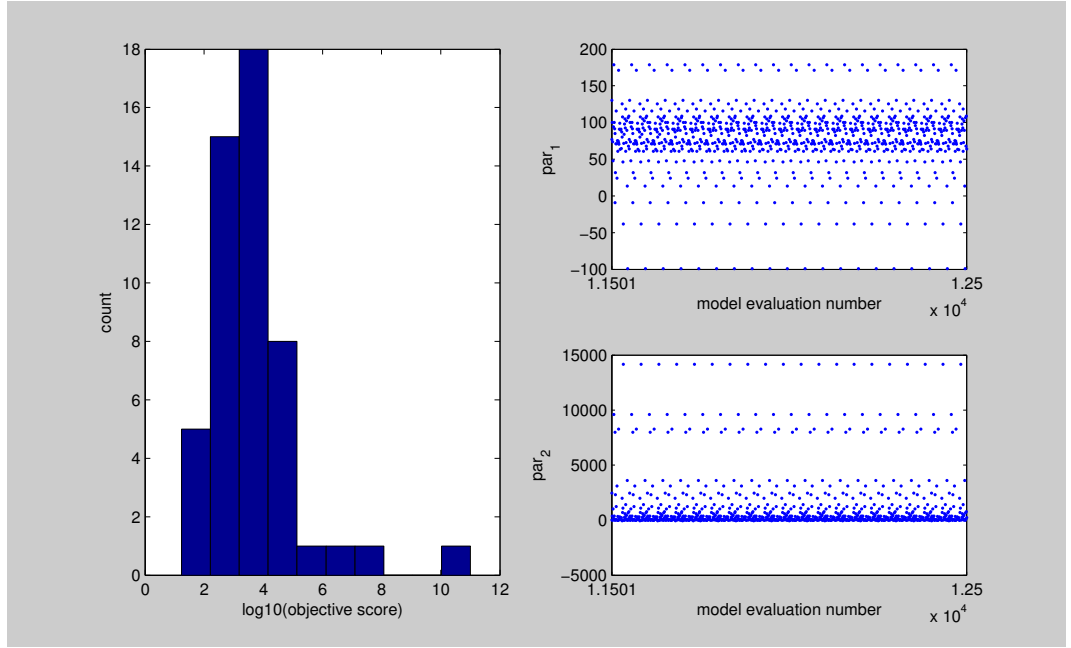 18
16
14
12
10
8
6
4
2
0
count
0 2 4 6 8 10 12
log10(objective score)
200
150
100
50
0
−50
−100
par1
1.1501 1.25
model evaluation number
x 10^4
15000
10000
5000
0
−5000
par2
1.1501 1.25
model evaluation number
x 10^4